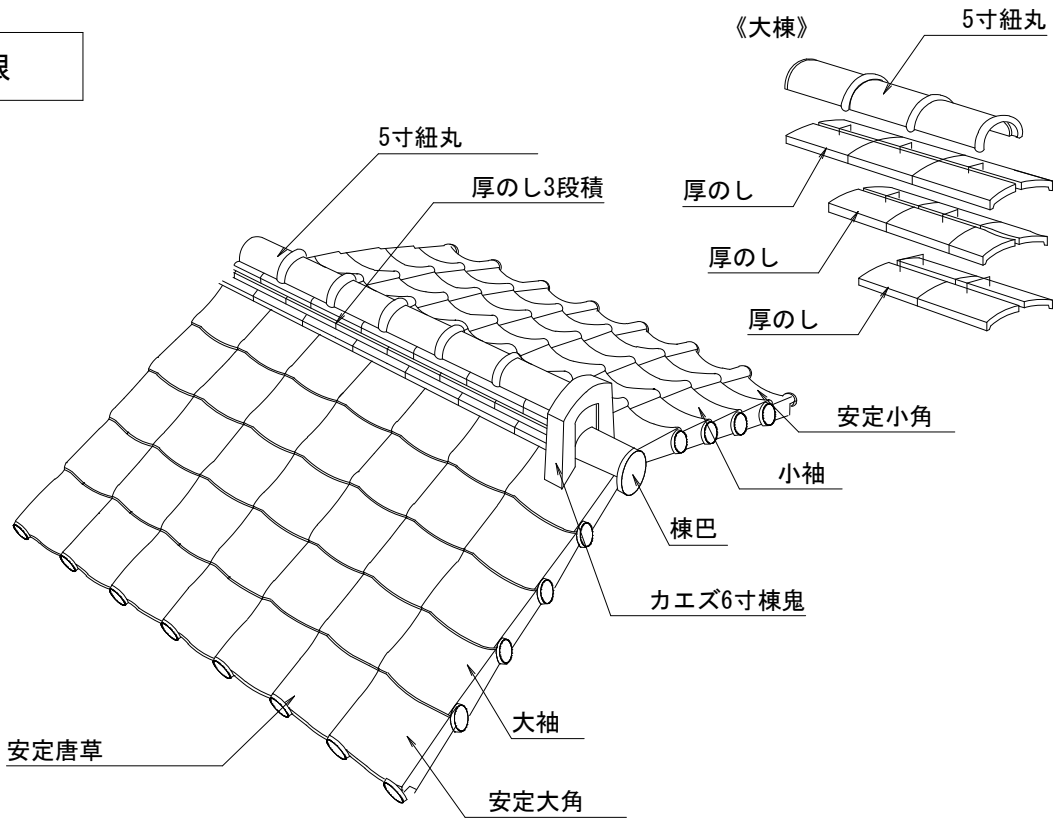 根
《大棟》
5寸紐丸
5寸紐丸
厚のし3段積
厚のし
厚のし
厚のし
安定小角
小袖
棟巴
カエズ6寸棟鬼
大袖
安定唐草
安定大角